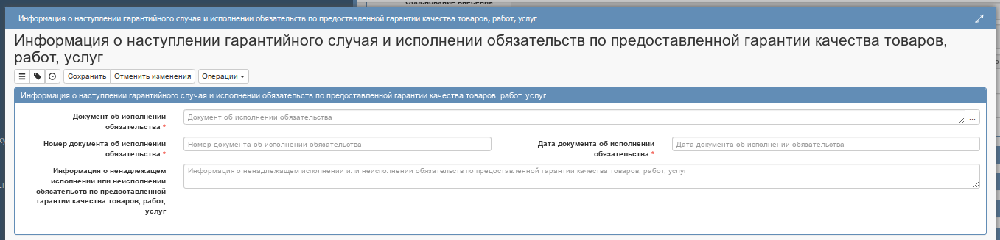 Обоснование внесения
Информация о наступлении гарантийного случая и исполнении обязательств по предоставленной гарантии качества товаров, работ, услуг
Информация о наступлении гарантийного случая и исполнении обязательств по предоставленной гарантии качества товаров,
работ, услуг
Сохранить Отменить изменения Операции
Информация о наступлении гарантийного случая и исполнении обязательств по предоставленной гарантии качества товаров, работ, услуг
Документ об исполнении
обязательства *
Документ об исполнении обязательства
...
Номер документа об исполнении
обязательства *
Номер документа об исполнении обязательства
Дата документа об исполнении
обязательства *
Дата документа об исполнении обязательства
Информация о ненадлежащем
исполнении или неисполнении
обязательств по предоставленной
гарантии качества товаров, работ,
услуг
Информация о ненадлежащем исполнении или неисполнении обязательств по предоставленной гарантии качества товаров, работ, услуг